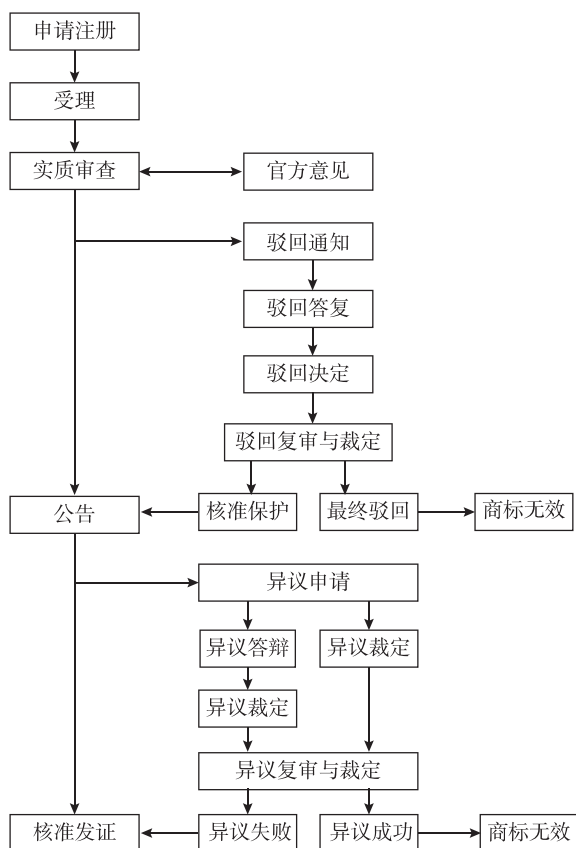 申请注册
受理
实质审查
官方意见
驳回通知
驳回答复
驳回决定
驳回复审与裁定
公告
核准保护
最终驳回
商标无效
异议申请
异议答辩
异议裁定
异议裁定
异议复审与裁定
核准发证
异议失败
异议成功
商标无效